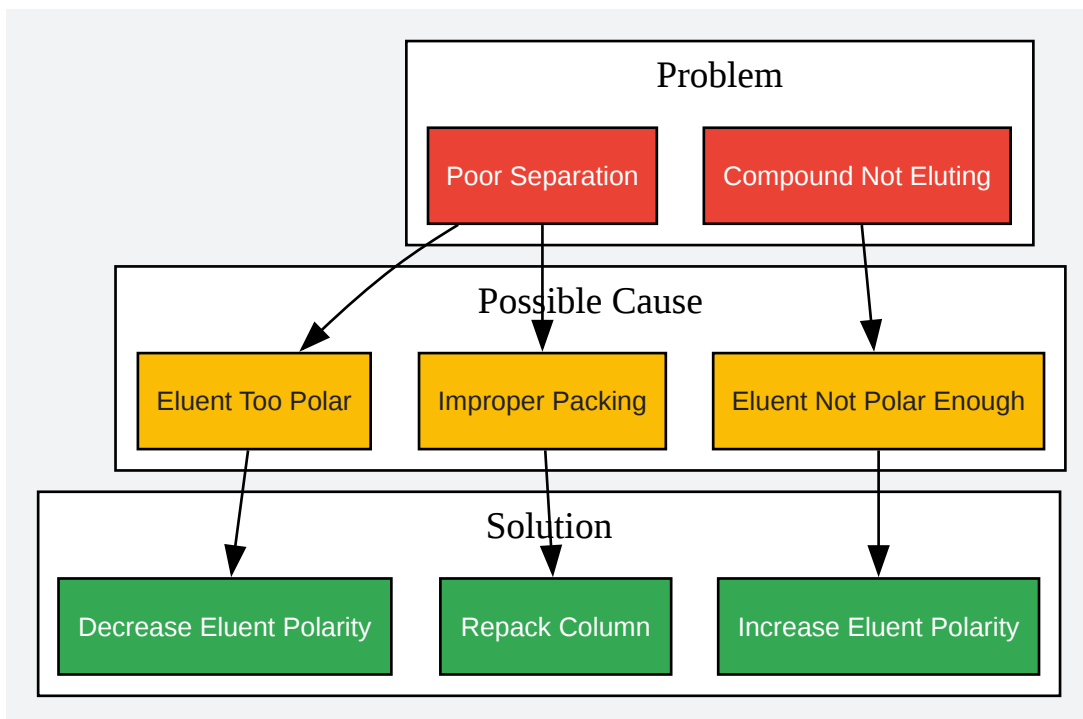 Problem
Poor Separation
Compound Not Eluting
Possible Cause
Eluent Too Polar
Improper Packing
Eluent Not Polar Enough
Solution
Decrease Eluent Polarity
Repack Column
Increase Eluent Polarity